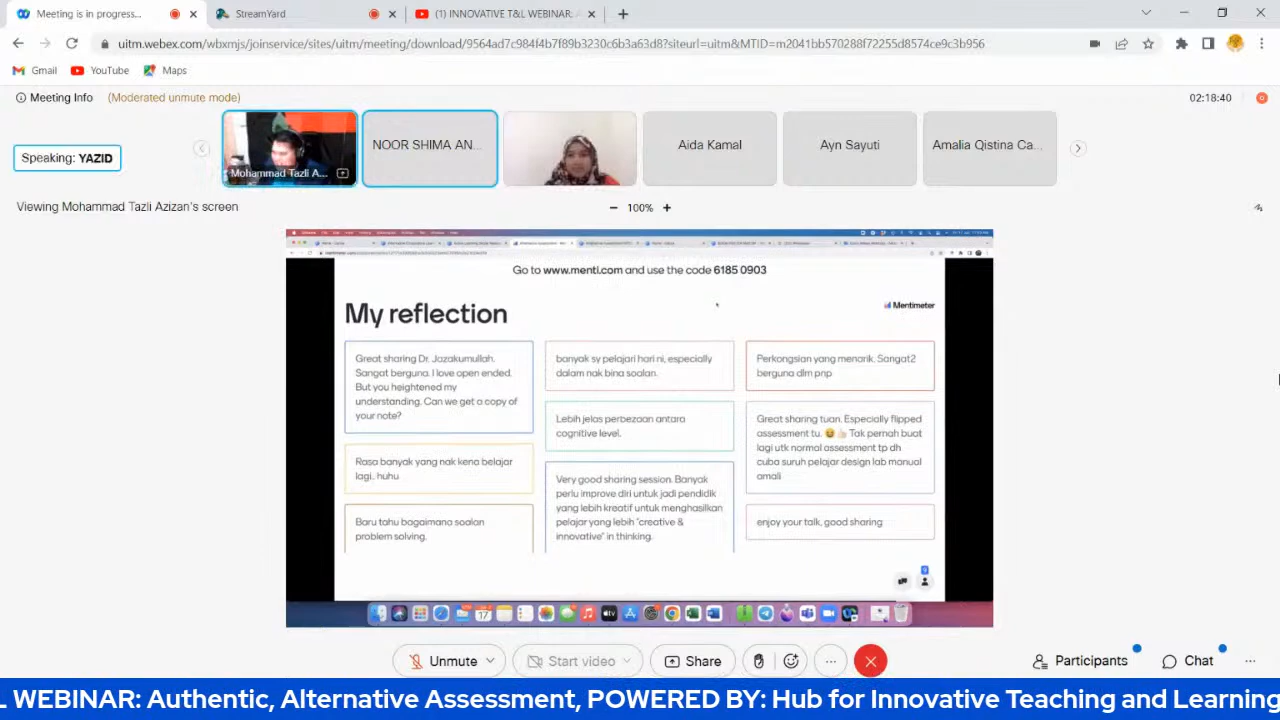 Meeting is in progress...
StreamYard
(1) INNOVATIVE T&L WEBINAR: A
uitm.webex.com/wbxmjs/joinservice/sites/uitm/meeting/download/9564ad7c984f4b7f89b3230c6b3a63d8?siteurl=uitm&MTID=m2041bb570288f72255d8574ce9c3b956
Gmail YouTube Maps
Meeting Info (Moderated unmute mode)
02:18:40
Speaking: YAZID
Mohammad Tazli A...
NOOR SHIMA AN...
Aida Kamal
Ayn Sayuti
Amalia Qistina Ca...
Viewing Mohammad Tazli Azizan's screen
100%
Go to www.menti.com and use the code 6185 0903
My reflection
Mentimeter
Great sharing Dr. Jazakumullah.
Sangat berguna. I love open ended.
But you heightened my
understanding. Can we get a copy of
your note?
Rasa banyak yang nak kena belajar
lagi.. huhu
Baru tahu bagaimana soalan
problem solving.
banyak sy pelajari hari ni, especially
dalam nak bina soalan.
Lebih jelas perbezaan antara
cognitive level.
Very good sharing session. Banyak
perlu improve diri untuk jadi pendidik
yang lebih kreatif untuk menghasilkan
pelajar yang lebih "creative &
innovative" in thinking.
Perkongsian yang menarik. Sangat2
berguna dlm pnp
Great sharing tuan. Especially flipped
assessment tu. 😆👍🏻 Tak pernah buat
lagi utk normal assessment tp dh
cuba suruh pelajar design lab manual
amali
enjoy your talk, good sharing
17
Unmute
Start video
Share
Participants
Chat
L WEBINAR: Authentic, Alternative Assessment, POWERED BY: Hub for Innovative Teaching and Learning